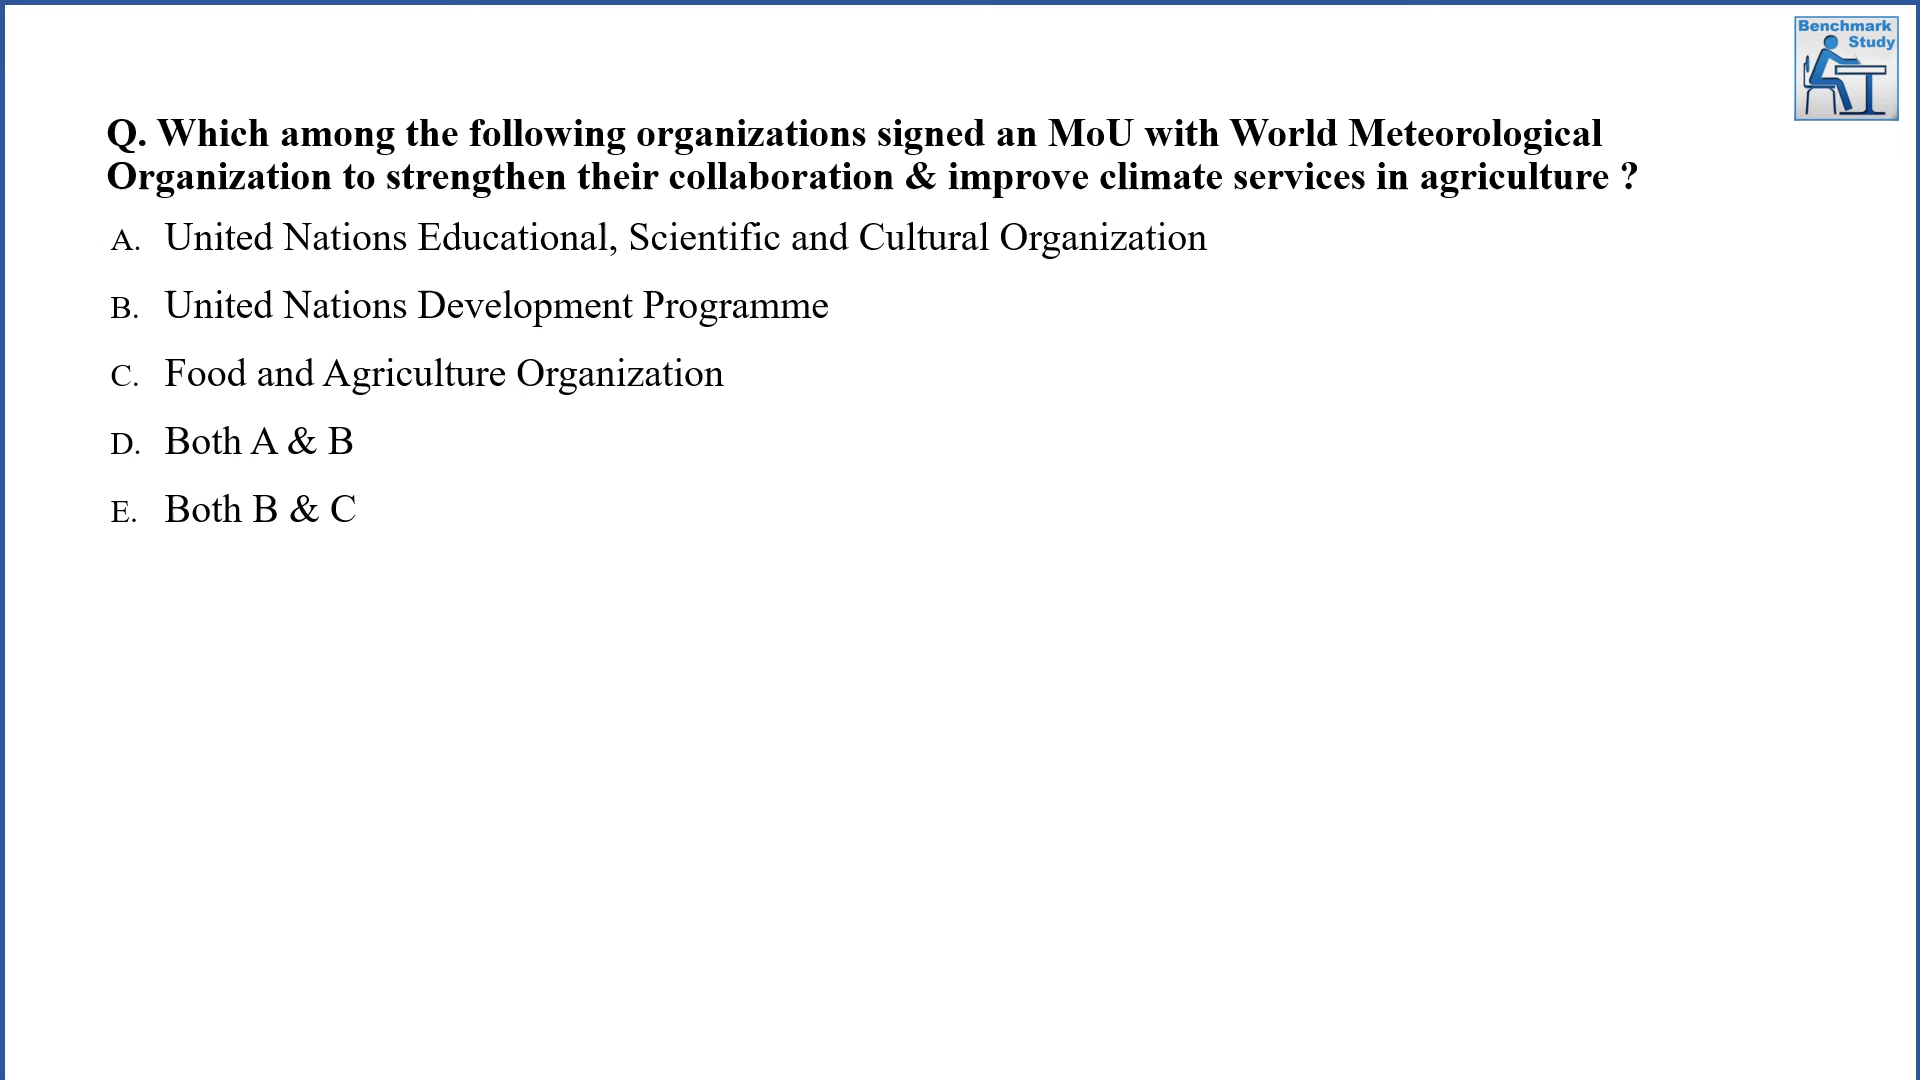 Benchmark
Study
Q. Which among the following organizations signed an MoU with World Meteorological
Organization to strengthen their collaboration & improve climate services in agriculture ?
A. United Nations Educational, Scientific and Cultural Organization
B. United Nations Development Programme
C. Food and Agriculture Organization
D. Both A & B
E. Both B & C